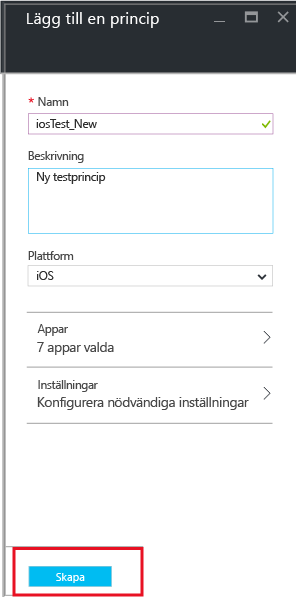 Lägg till en princip
* Namn
iosTest_New
Beskrivning
Ny testprincip
Plattform
iOS
Appar
7 appar valda
Inställningar
Konfigurera nödvändiga inställningar
Skapa